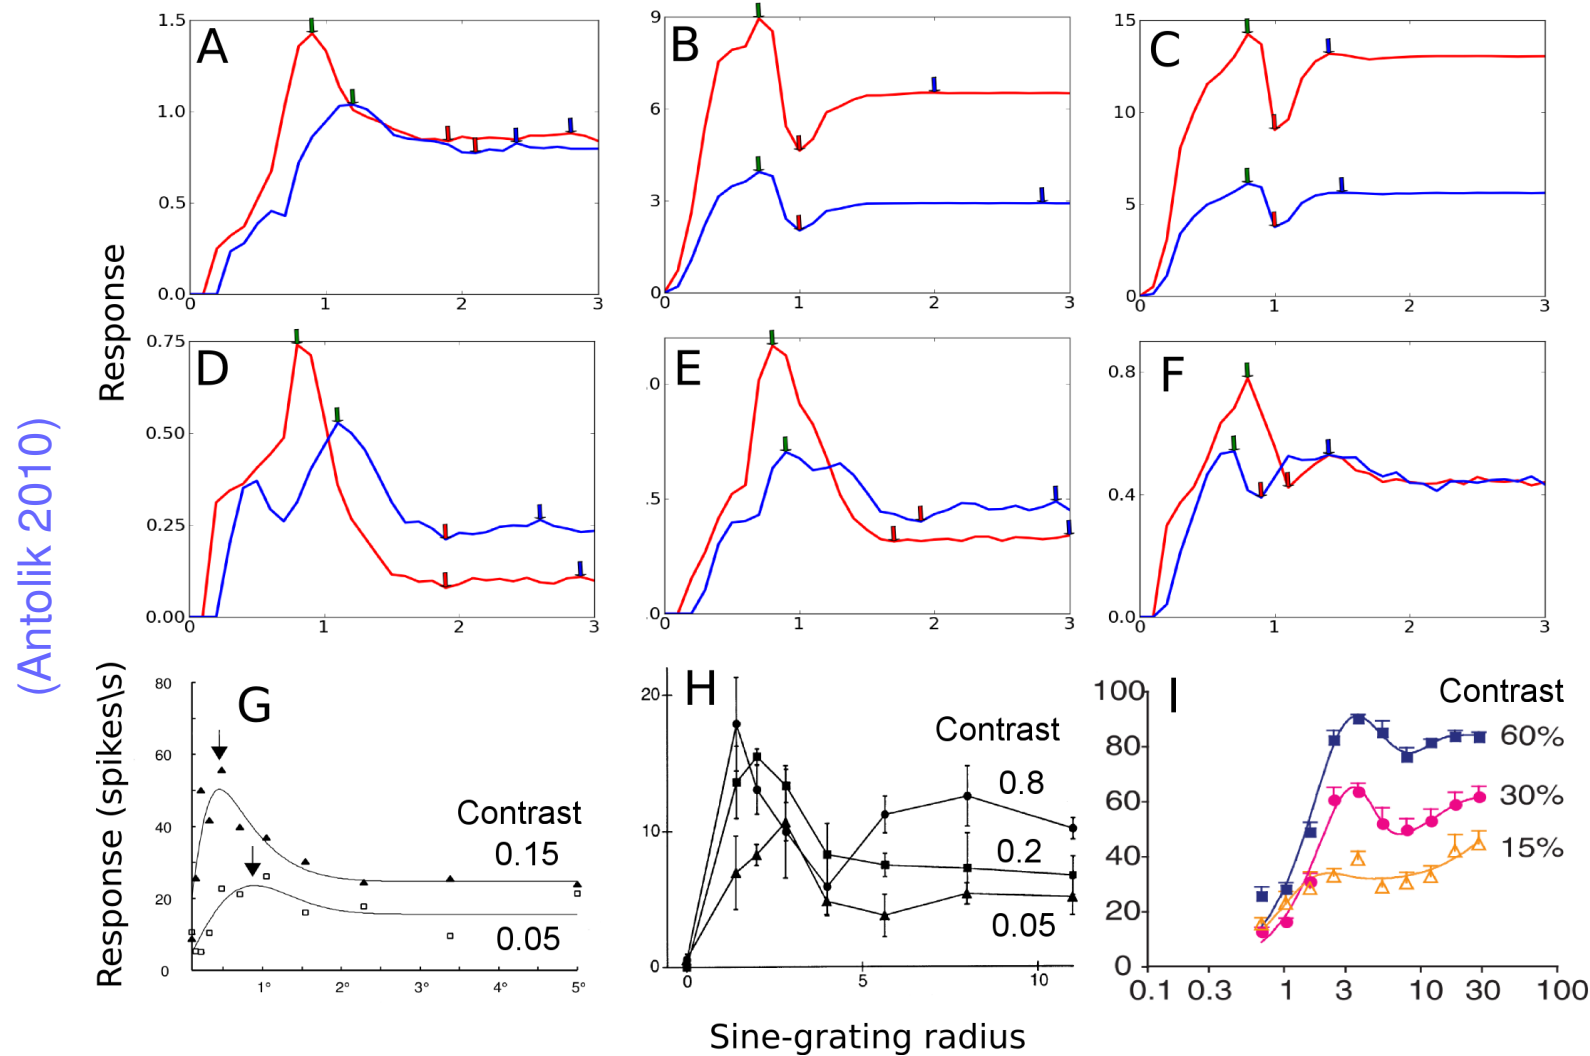 (Antolik 2010)
Response
A
1.5
1.0
0.5
0.0
0 1 2 3
B
9
6
3
0
0 1 2 3
C
15
10
5
0
0 1 2 3
D
0.75
0.50
0.25
0.00
0 1 2 3
E
.0
.5
.0
0 1 2 3
F
0.8
0.4
0.0
0 1 2 3
Response (spikes\s)
G
80
60
40
20
0
1° 2° 3° 4° 5°
Contrast
0.15
0.05
H
20
10
0
0 5 10
Contrast
0.8
0.2
0.05
I
100
80
60
40
20
0
0.1 0.3 1 3 10 30 100
Contrast
60%
30%
15%
Sine-grating radius